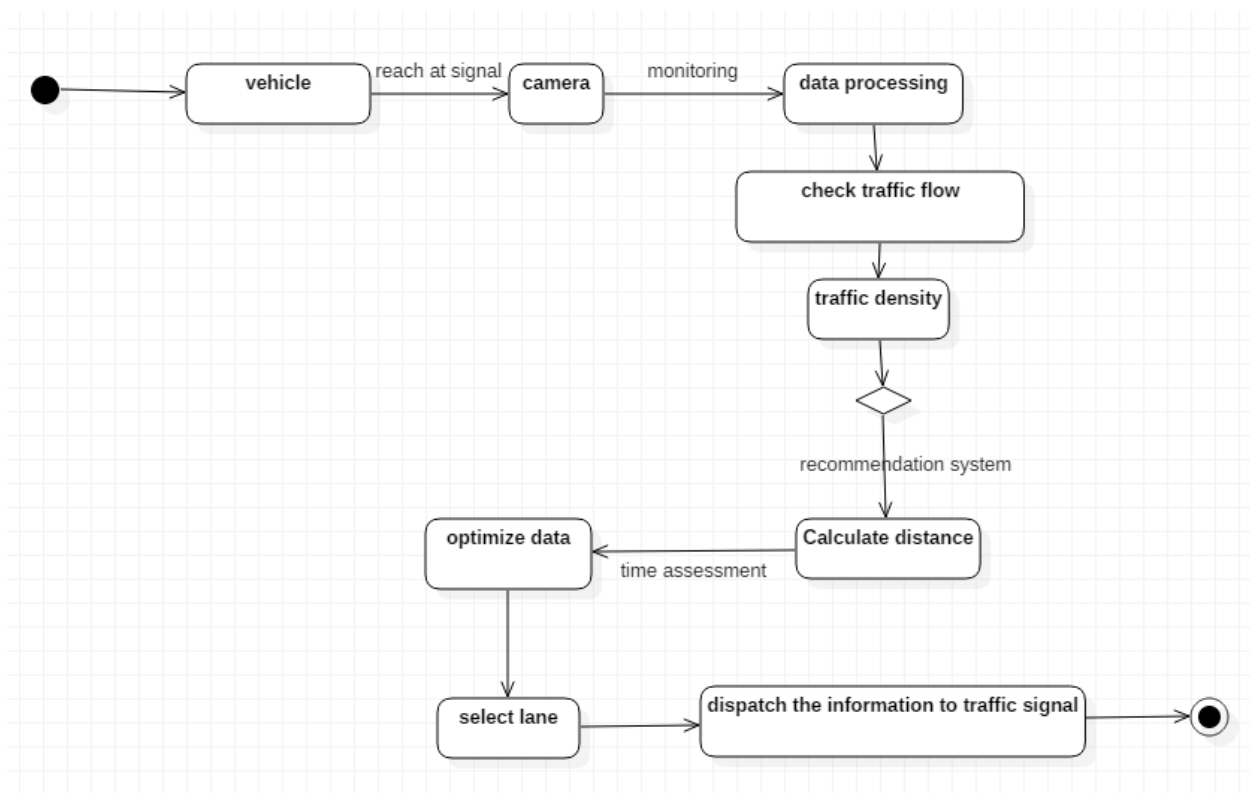 vehicle
reach at signal
camera
monitoring
data processing
check traffic flow
traffic density
recommendation system
Calculate distance
time assessment
optimize data
select lane
dispatch the information to traffic signal